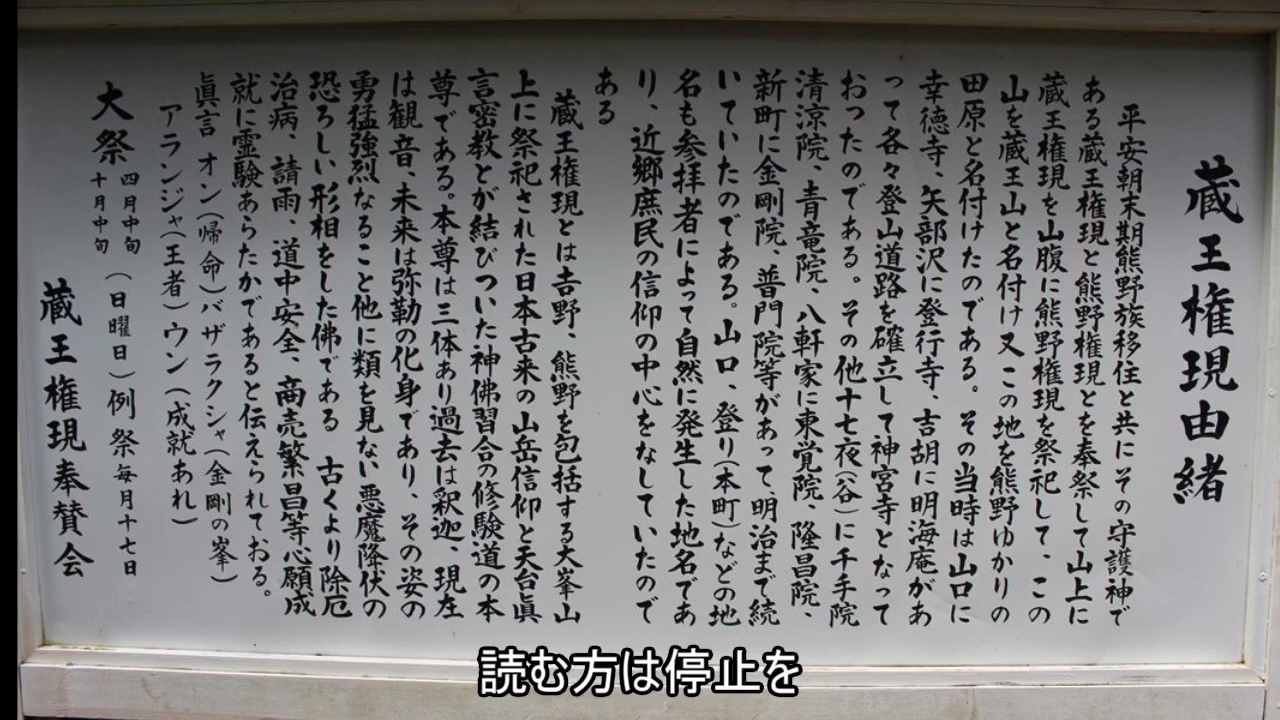 蔵王権現由緒
平安朝末期熊野族移住と共にその守護神で
ある蔵王権現と熊野権現とを奉祭して山上に
蔵王権現を山腹に熊野権現を祭祀して、この
山を蔵王山と名付け又この地を熊野ゆかりの
田原と名付けたのである。その当時は山口に
幸徳寺、矢部沢に登行寺、吉胡に明海庵があ
って各々登山道路を確立して神宮寺となって
おったのである。その他十七夜(谷)に千手院
清涼院、青竜院、八軒家に東覚院、隆昌院、
新町に金剛院、普門院等があって明治まで続
いていたのである。山口、登り(本町)などの地
名も参拝者によって自然に発生した地名であ
り、近郷庶民の信仰の中心をなしていたので
ある
蔵王権現とは吉野、熊野を包括する大峯山
上に祭祀された日本古来の山岳信仰と天台眞
言密教とが結びついた神佛習合の修験道の本
尊である。本尊は三体あり過去は釈迦、現在
は観音、未来は弥勒の化身であり、その姿の
勇猛強烈なること他に類を見ない悪魔降伏の
恐ろしい形相をした佛である 古くより除厄
治病、請雨、道中安全、商売繁昌等心願成
就に霊験あらたかであると伝えられておる。
眞言 オン(帰命)バザラクシャ(金剛の峯)
アランジャ(王者)ウン(成就あれ)
大祭 四月中旬 十月中旬 (日曜日)例祭毎月十七日
蔵王権現奉賛会
読む方は停止を